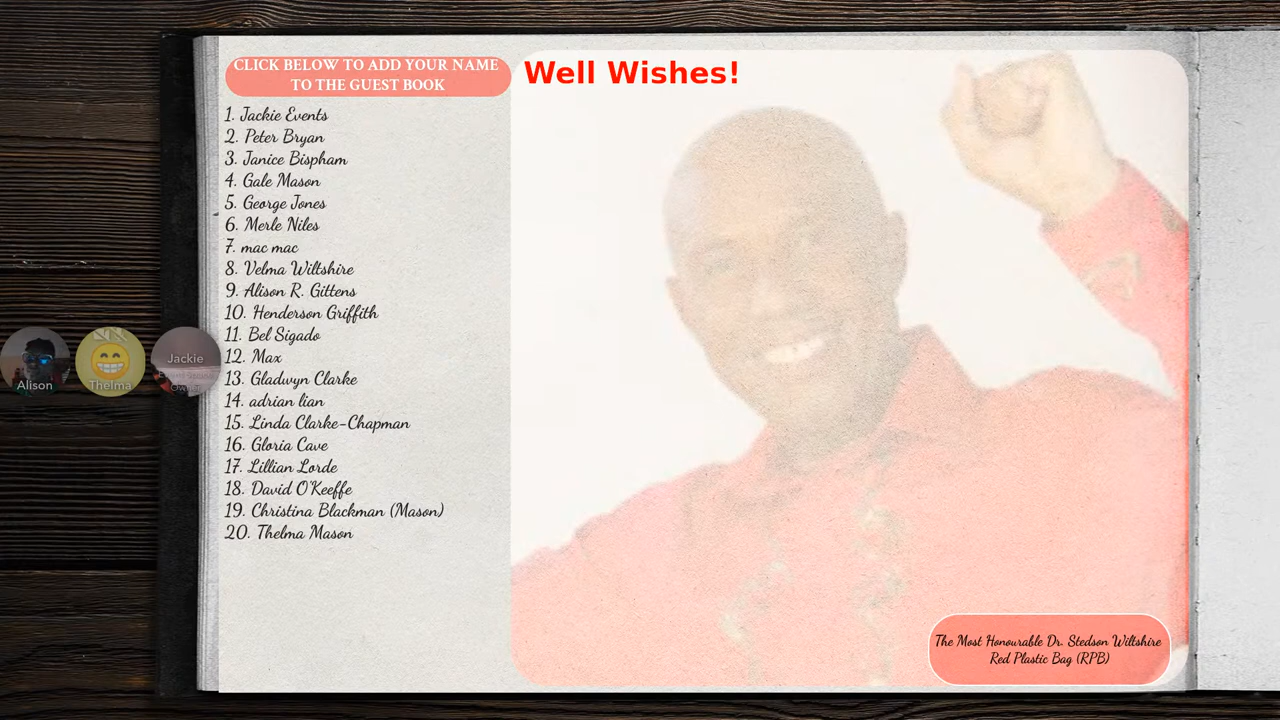 CLICK BELOW TO ADD YOUR NAME
TO THE GUEST BOOK
1. Jackie Events
2. Peter Bryan
3. Janice Bispham
4. Gale Mason
5. George Jones
6. Merle Niles
7. mac mac
8. Velma Wiltshire
9. Alison R. Gittens
10. Henderson Griffith
11. Bel Sigado
12. Max
13. Gladwyn Clarke
14. adrian lian
15. Linda Clarke-Chapman
16. Gloria Cave
17. Lillian Lorde
18. David O'Keeffe
19. Christina Blackman (Mason)
20. Thelma Mason
Well Wishes!
Alison
Thelma
Jackie
Owner
The Most Honourable Dr. Stedson Wiltshire
Red Plastic Bag (RPB)